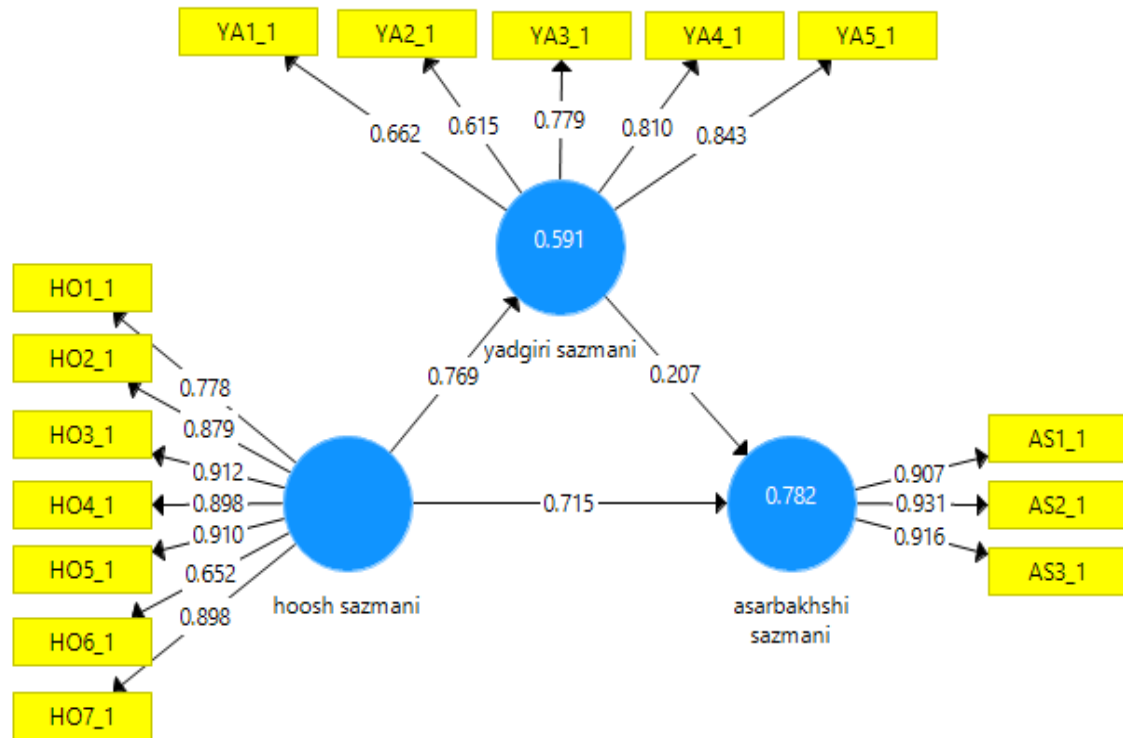 YA1_1
YA2_1
YA3_1
YA4_1
YA5_1
0.662
0.615
0.779
0.810
0.843
0.591
yadgiri sazmani
HO1_1
HO2_1
HO3_1
HO4_1
HO5_1
HO6_1
HO7_1
0.778
0.879
0.912
0.898
0.910
0.652
0.898
hoosh sazmani
0.769
0.207
0.715
0.782
asarbakhshi
sazmani
0.907
0.931
0.916
AS1_1
AS2_1
AS3_1